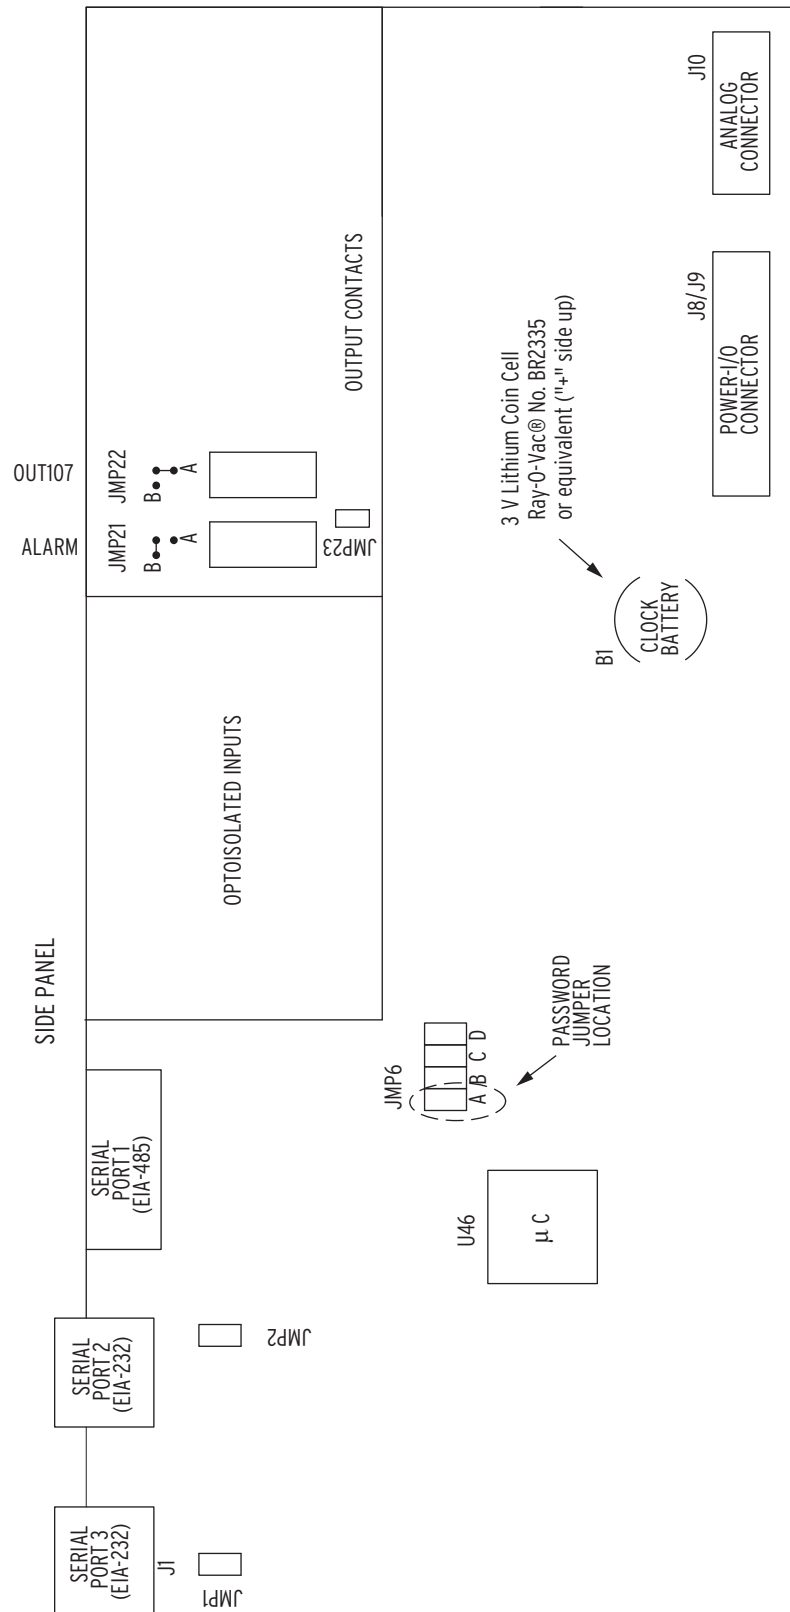 SIDE PANEL
SERIAL
PORT 3
(EIA-232)
J1
JMP1
SERIAL
PORT 2
(EIA-232)
JMP2
SERIAL
PORT 1
(EIA-485)
OPTOISOLATED INPUTS
ALARM
JMP21
B
A
OUT107
JMP22
B
A
JMP23
OUTPUT CONTACTS
JMP6
A
B
C
D
PASSWORD
JUMPER
LOCATION
U46
µC
3 V Lithium Coin Cell
Ray-O-Vac® No. BR2335
or equivalent ("+" side up)
B1
CLOCK
BATTERY
J8/J9
POWER-I/O
CONNECTOR
J10
ANALOG
CONNECTOR